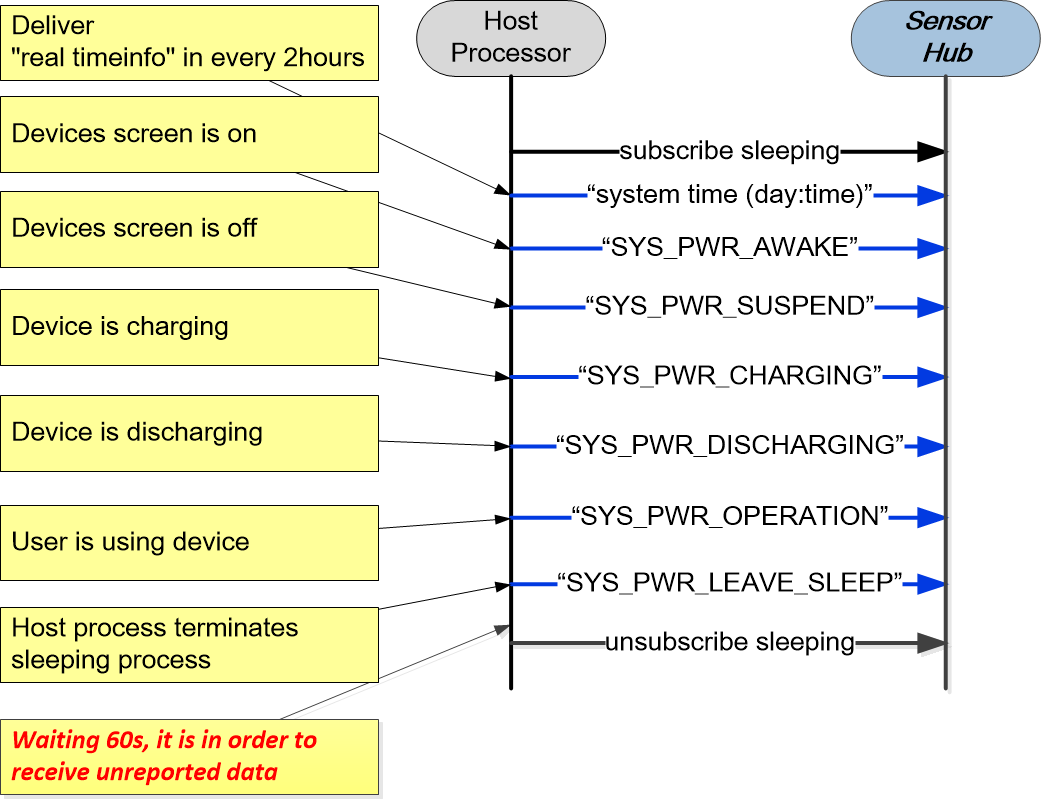 Deliver
"real timeinfo" in every 2hours
Devices screen is on
Devices screen is off
Device is charging
Device is discharging
User is using device
Host process terminates
sleeping process
Waiting 60s, it is in order to
receive unreported data
Host
Processor
Sensor
Hub
subscribe sleeping
“system time (day:time)”
“SYS_PWR_AWAKE”
“SYS_PWR_SUSPEND”
“SYS_PWR_CHARGING”
“SYS_PWR_DISCHARGING”
“SYS_PWR_OPERATION”
“SYS_PWR_LEAVE_SLEEP”
unsubscribe sleeping